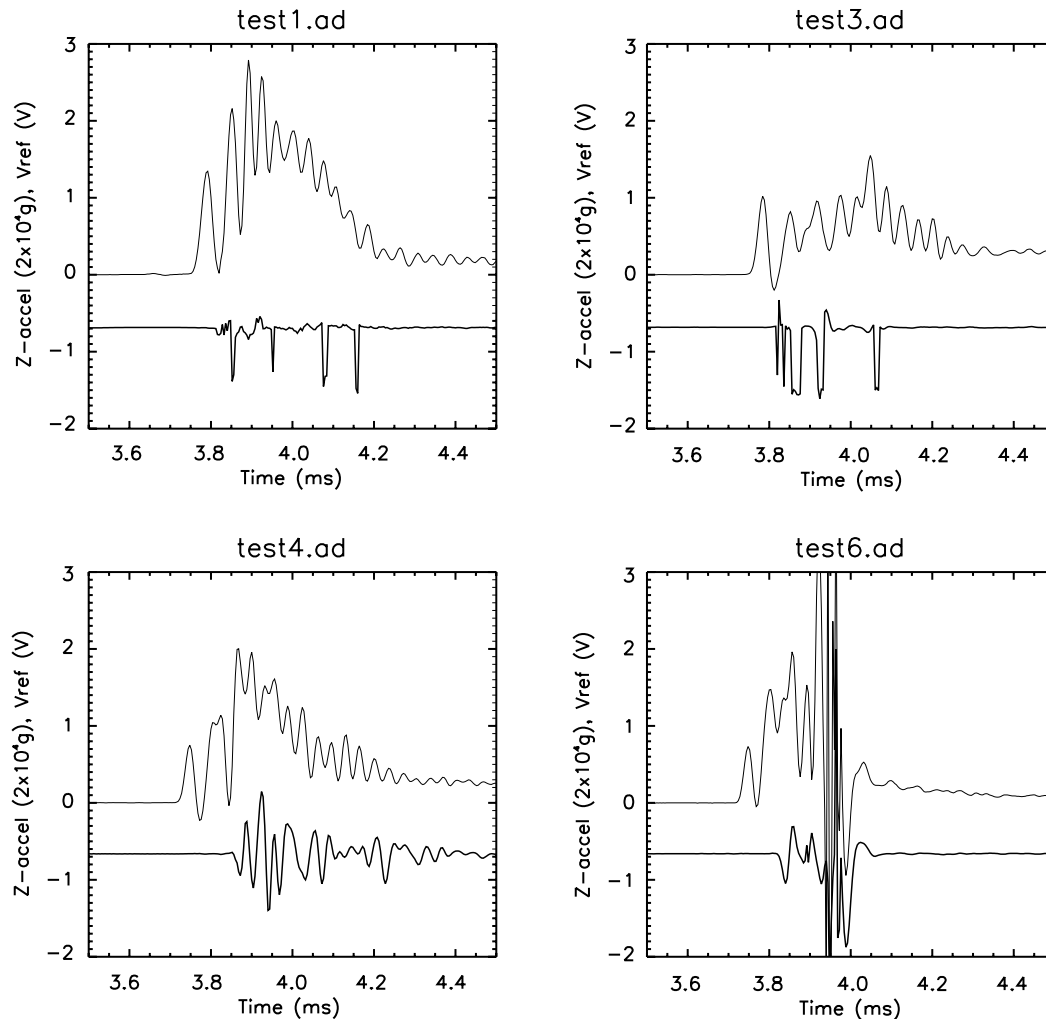 test1.ad
3
2
1
0
−1
−2
Z−accel (2x10⁴g), Vref (V)
3.6 3.8 4.0 4.2 4.4
Time (ms)
test3.ad
3
2
1
0
−1
−2
Z−accel (2x10⁴g), Vref (V)
3.6 3.8 4.0 4.2 4.4
Time (ms)
test4.ad
3
2
1
0
−1
−2
Z−accel (2x10⁴g), Vref (V)
3.6 3.8 4.0 4.2 4.4
Time (ms)
test6.ad
3
2
1
0
−1
−2
Z−accel (2x10⁴g), Vref (V)
3.6 3.8 4.0 4.2 4.4
Time (ms)